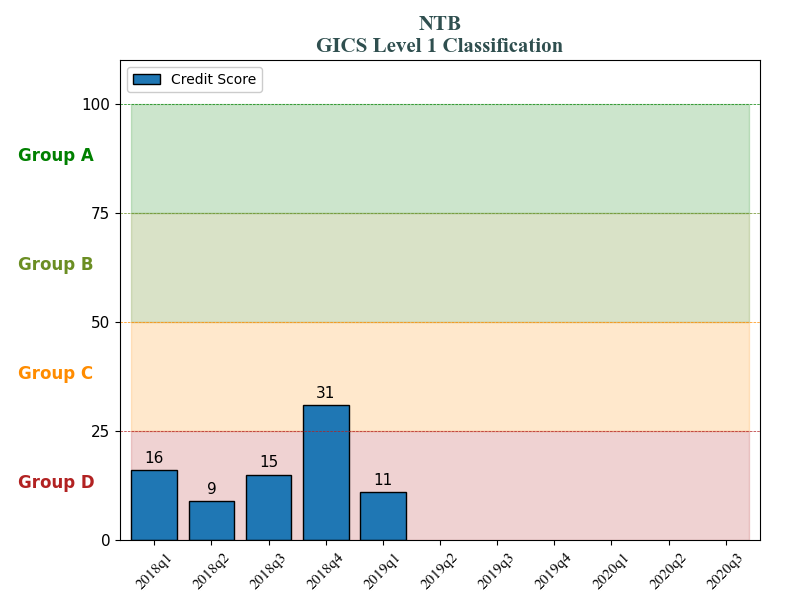 NTB
GICS Level 1 Classification
Credit Score
100
Group A
75
Group B
50
Group C
31
25
16
15
11
9
Group D
0
2018q1
2018q2
2018q3
2018q4
2019q1
2019q2
2019q3
2019q4
2020q1
2020q2
2020q3